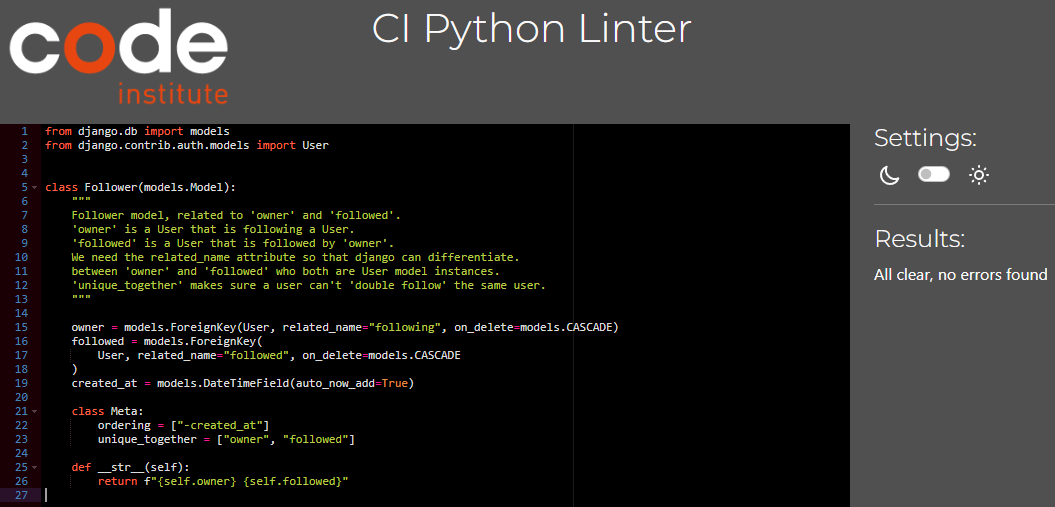 code
institute
CI Python Linter
1 from django.db import models
2 from django.contrib.auth.models import User
3
4
5 class Follower(models.Model):
6     """
7     Follower model, related to 'owner' and 'followed'.
8     'owner' is a User that is following a User.
9     'followed' is a User that is followed by 'owner'.
10     We need the related_name attribute so that django can differentiate.
11     between 'owner' and 'followed' who both are User model instances.
12     'unique_together' makes sure a user can't 'double follow' the same user.
13     """
14
15     owner = models.ForeignKey(User, related_name="following", on_delete=models.CASCADE)
16     followed = models.ForeignKey(
17         User, related_name="followed", on_delete=models.CASCADE
18     )
19     created_at = models.DateTimeField(auto_now_add=True)
20
21     class Meta:
22         ordering = ["-created_at"]
23         unique_together = ["owner", "followed"]
24
25     def __str__(self):
26         return f"{self.owner} {self.followed}"
27
Settings:
Results:
All clear, no errors found